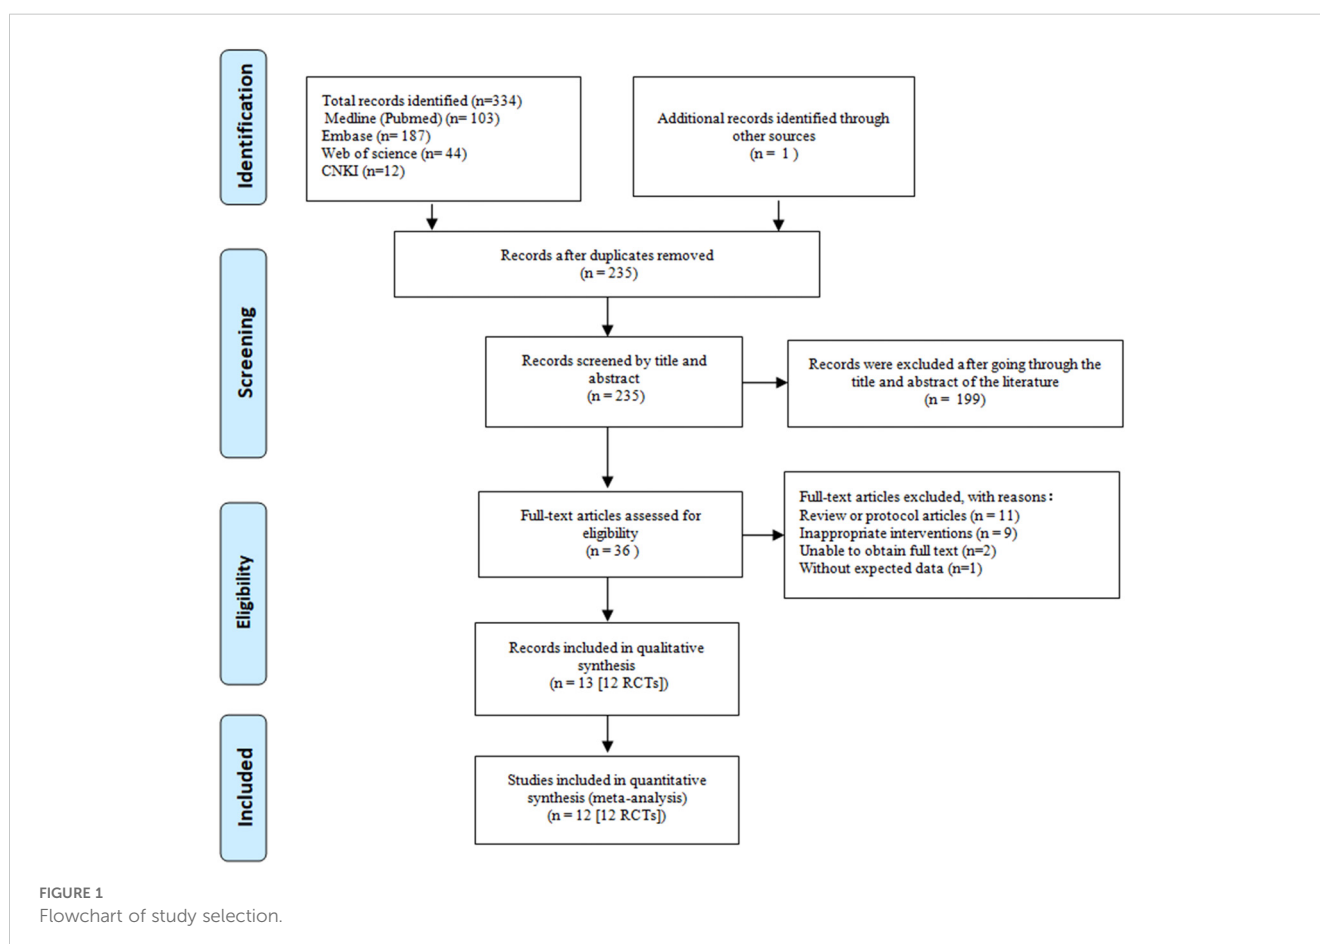 Identification
Total records identified (n=334)
Medline (Pubmed) (n= 103)
Embase (n= 187)
Web of science (n= 44)
CNKI (n=12)
Additional records identified through
other sources
(n = 1 )
Screening
Records after duplicates removed
(n = 235)
Records screened by title and
abstract
(n = 235)
Records were excluded after going through the
title and abstract of the literature
(n = 199)
Eligibility
Full-text articles assessed for
eligibility
(n = 36 )
Full-text articles excluded, with reasons：
Review or protocol articles (n = 11)
Inappropriate interventions (n = 9)
Unable to obtain full text (n=2)
Without expected data (n=1)
Records included in qualitative
synthesis
(n = 13 [12 RCTs])
Included
Studies included in quantitative
synthesis (meta-analysis)
(n = 12 [12 RCTs])
FIGURE 1
Flowchart of study selection.